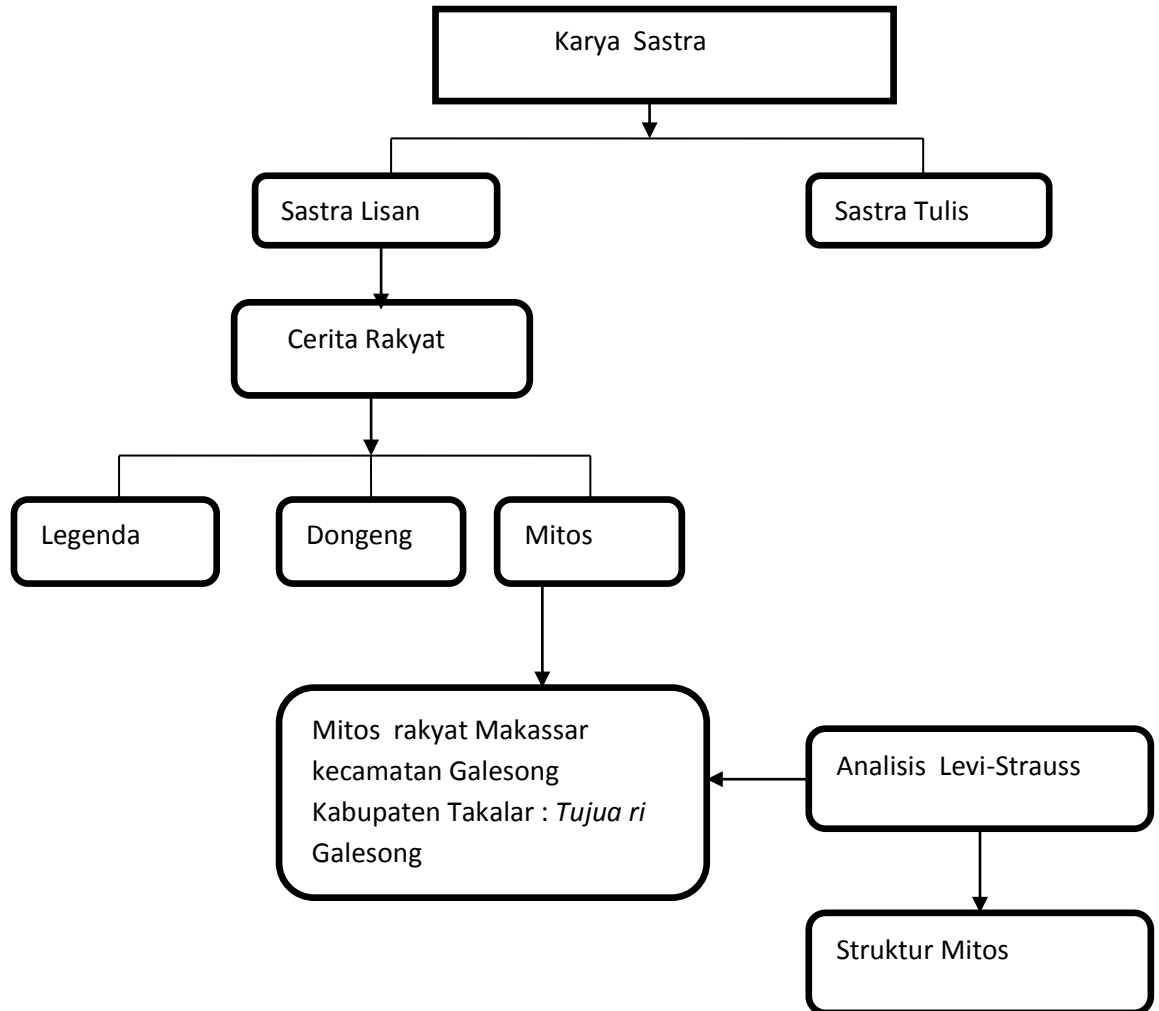 Karya Sastra
Sastra Lisan
Sastra Tulis
Cerita Rakyat
Legenda
Dongeng
Mitos
Mitos rakyat Makassar
kecamatan Galesong
Kabupaten Takalar : Tujua ri
Galesong
Analisis Levi-Strauss
Struktur Mitos